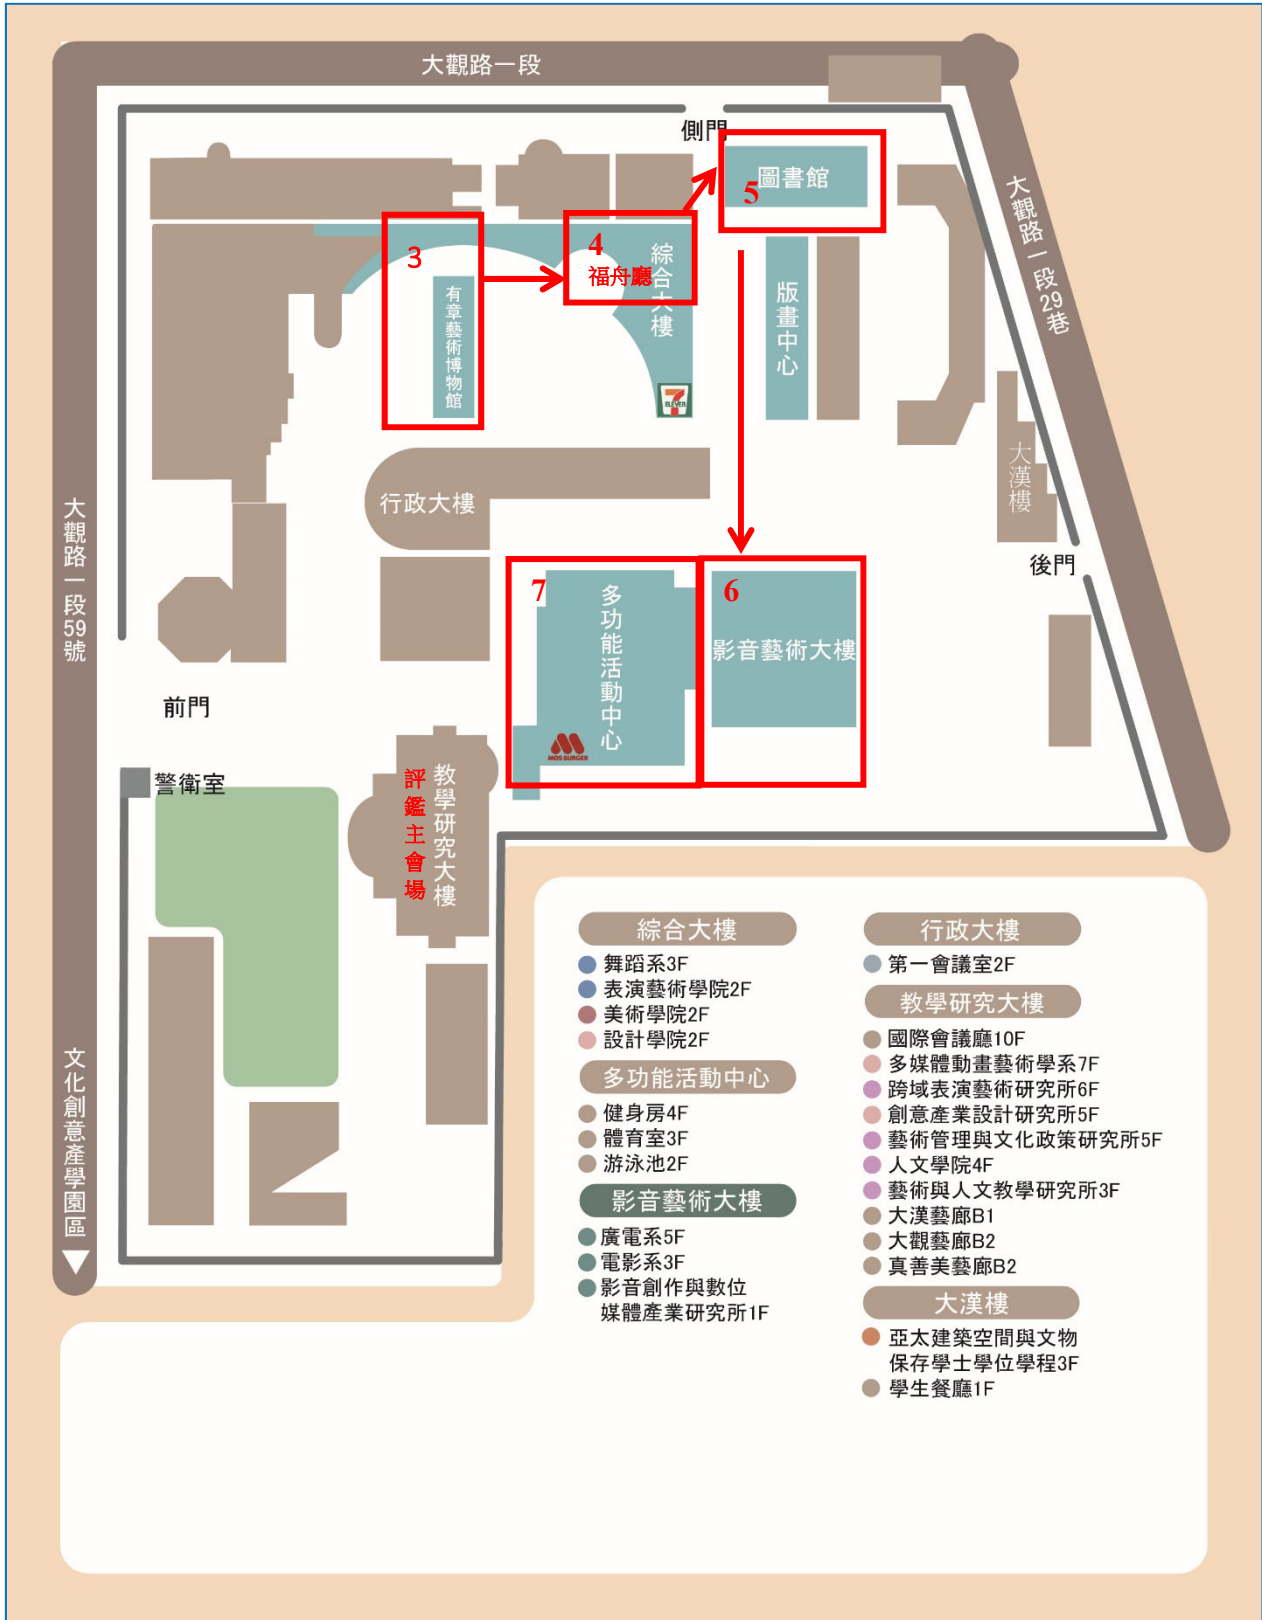 大觀路一段
側門
圖書館
5
大觀路一段29巷
3
4
福舟廳
綜合大樓
有章藝術博物館
版畫中心
7
ELEVEN
大漢樓
行政大樓
大觀路一段59號
後門
7
多功能活動中心
6
影音藝術大樓
前門
MOS BURGER
警衛室
評鑑主會場
教學研究大樓
文化創意產學園區
綜合大樓
舞蹈系3F
表演藝術學院2F
美術學院2F
設計學院2F
多功能活動中心
健身房4F
體育室3F
游泳池2F
影音藝術大樓
廣電系5F
電影系3F
影音創作與數位
媒體產業研究所1F
行政大樓
第一會議室2F
教學研究大樓
國際會議廳10F
多媒體動畫藝術學系7F
跨域表演藝術研究所6F
創意產業設計研究所5F
藝術管理與文化政策研究所5F
人文學院4F
藝術與人文教學研究所3F
大漢藝廊B1
大觀藝廊B2
真善美藝廊B2
大漢樓
亞太建築空間與文物
保存學士學位學程3F
學生餐廳1F